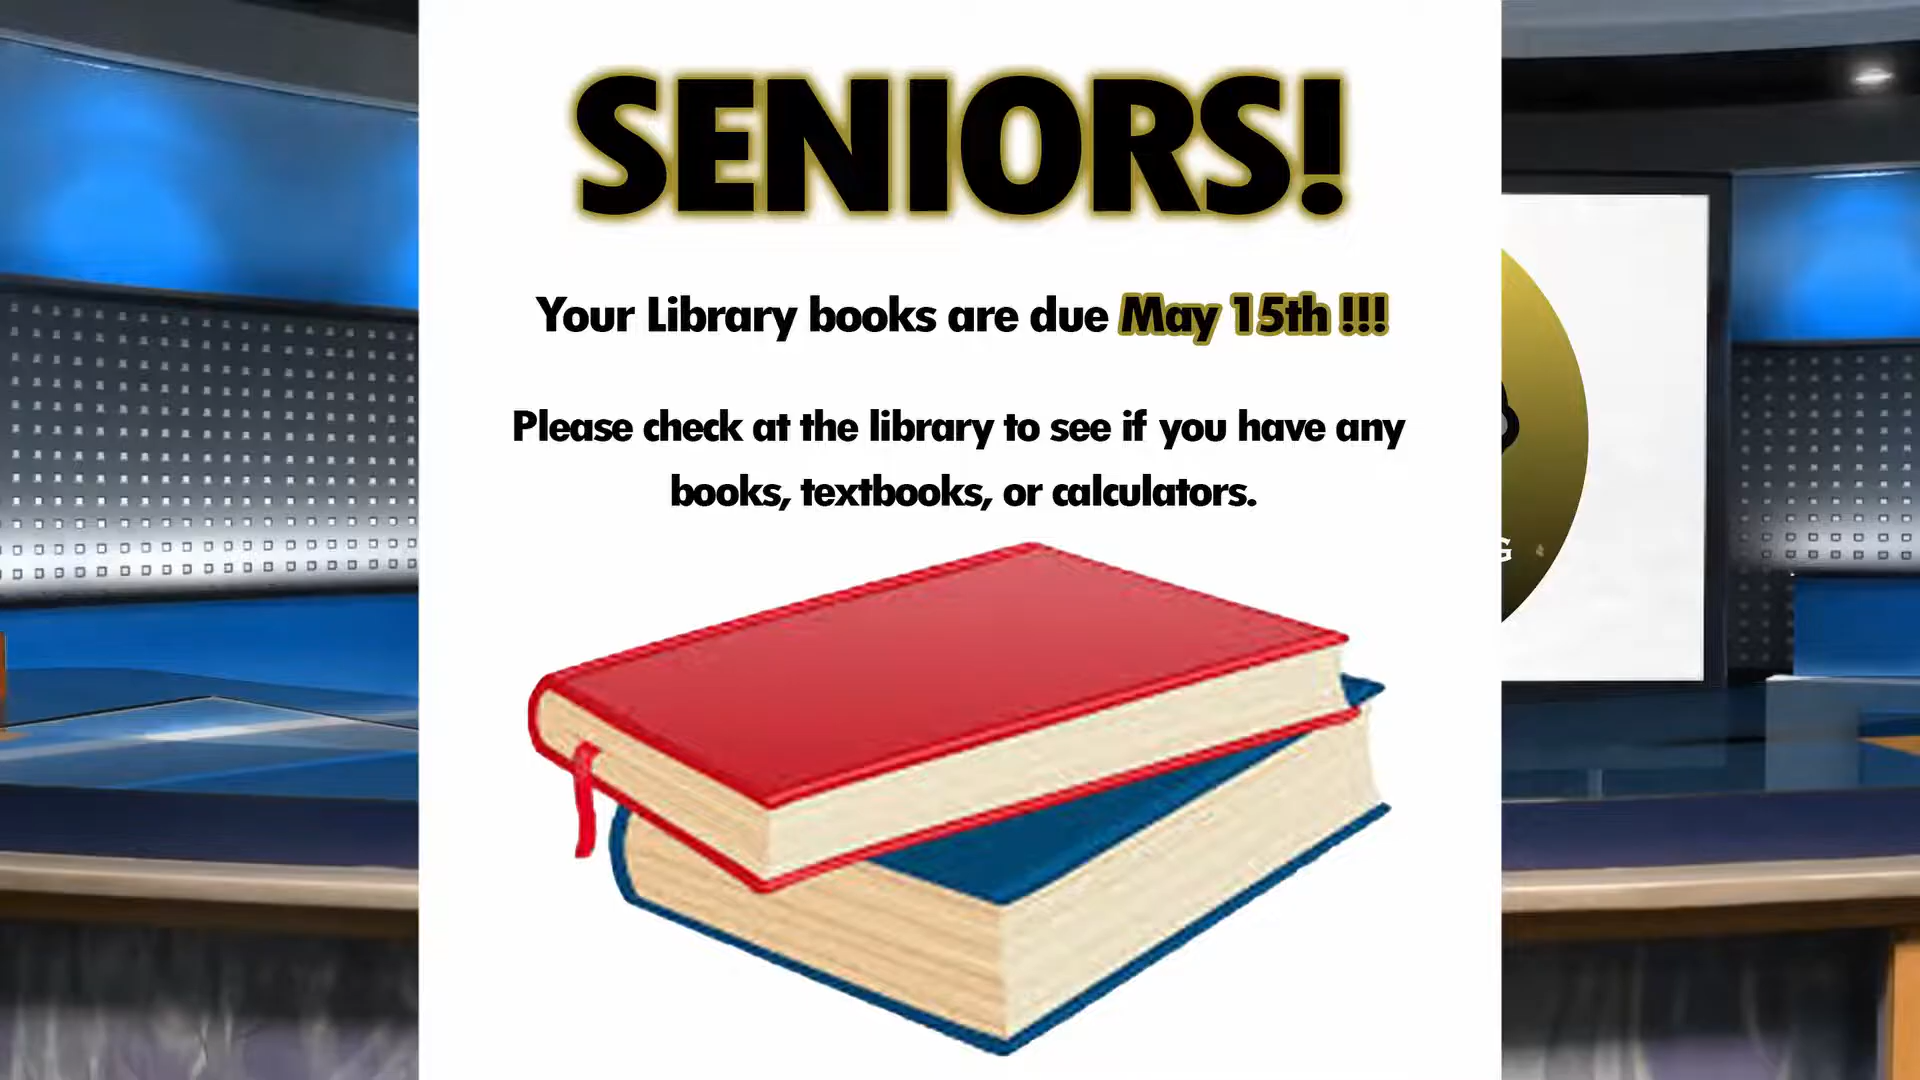 SENIORS!
Your Library books are due May 15th !!!
Please check at the library to see if you have any
books, textbooks, or calculators.
G